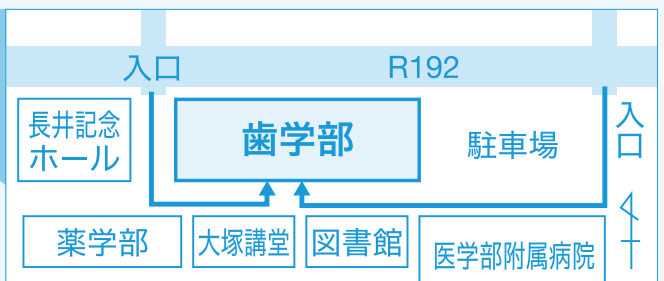 入口
R192
長井記念
ホール
歯学部
駐車場
入口
薬学部
大塚講堂
図書館
医学部附属病院